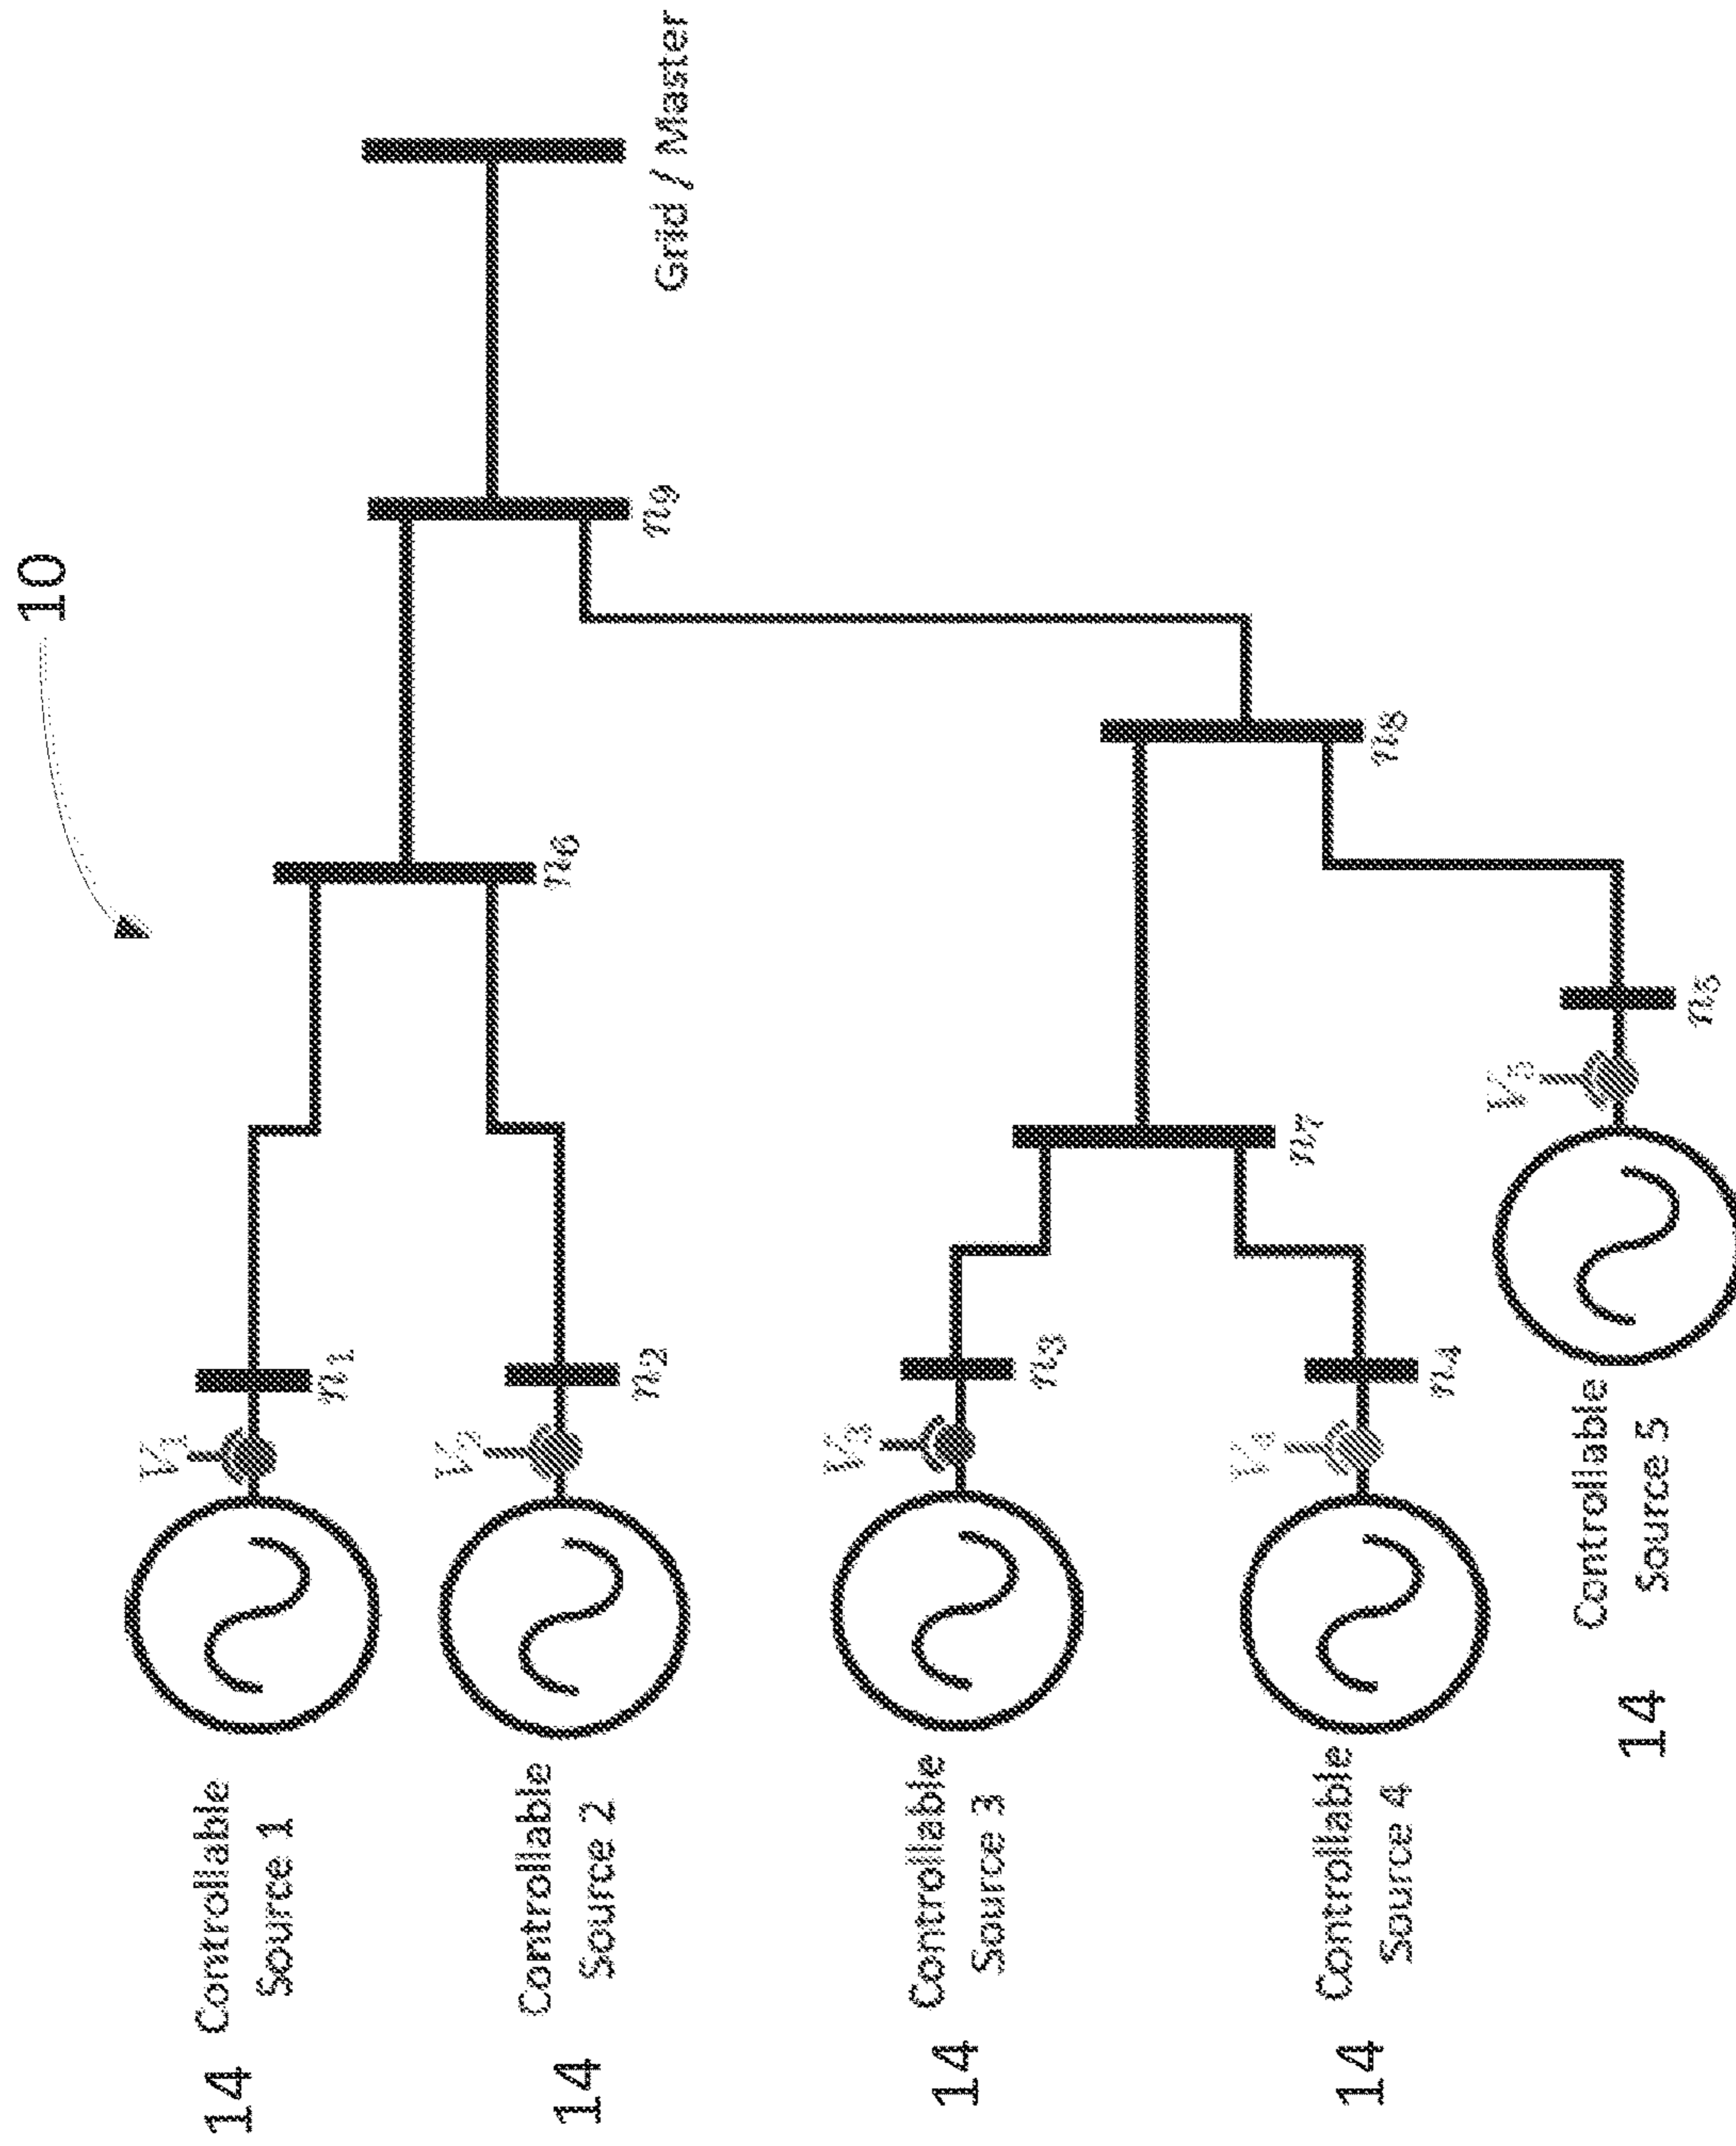 10
14
Controllable
Source 1
V1
n1
14
Controllable
Source 2
V2
n2
n6
n9
Grid / Master
14
Controllable
Source 3
V3
n3
14
Controllable
Source 4
V4
n4
n7
n8
14
Controllable
Source 5
V5
n5